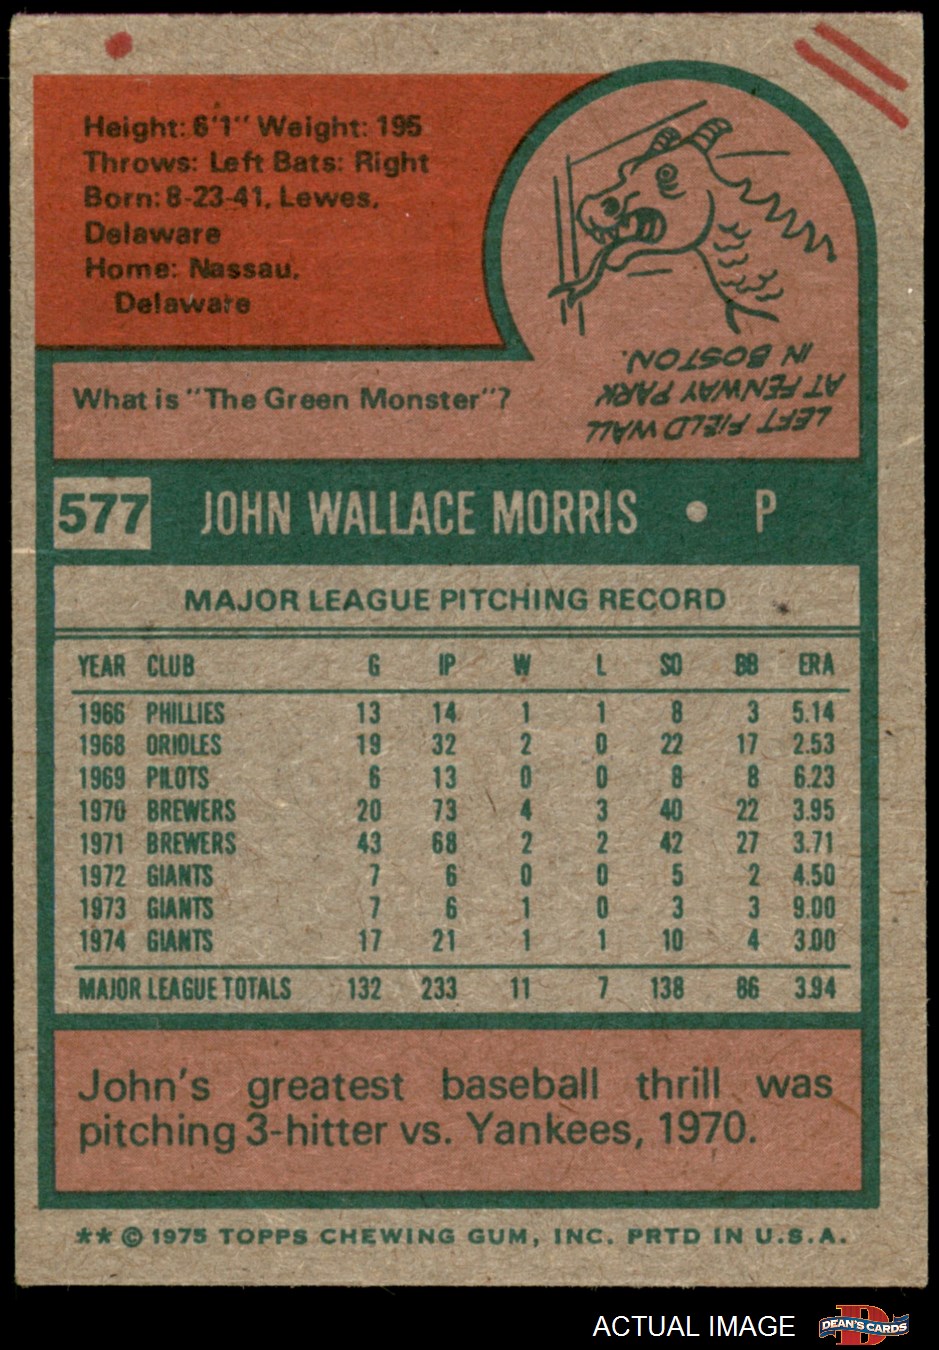 Height: 6'1" Weight: 195
Throws: Left Bats: Right
Born: 8-23-41, Lewes,
Delaware
Home: Nassau,
Delaware
What is "The Green Monster"?
LEFT FIELD WALL
AT FENWAY PARK
IN BOSTON.
577 JOHN WALLACE MORRIS • P
MAJOR LEAGUE PITCHING RECORD
YEAR CLUB G IP W L SO BB ERA
1966 PHILLIES 13 14 1 1 8 3 5.14
1968 ORIOLES 19 32 2 0 22 17 2.53
1969 PILOTS 6 13 0 0 8 8 6.23
1970 BREWERS 20 73 4 3 40 22 3.95
1971 BREWERS 43 68 2 2 42 27 3.71
1972 GIANTS 7 6 0 0 5 2 4.50
1973 GIANTS 7 6 1 0 3 3 9.00
1974 GIANTS 17 21 1 1 10 4 3.00
MAJOR LEAGUE TOTALS 132 233 11 7 138 86 3.94
John's greatest baseball thrill was
pitching 3-hitter vs. Yankees, 1970.
** © 1975 TOPPS CHEWING GUM, INC. PRTD IN U.S.A.
ACTUAL IMAGE
DEAN'S CARDS